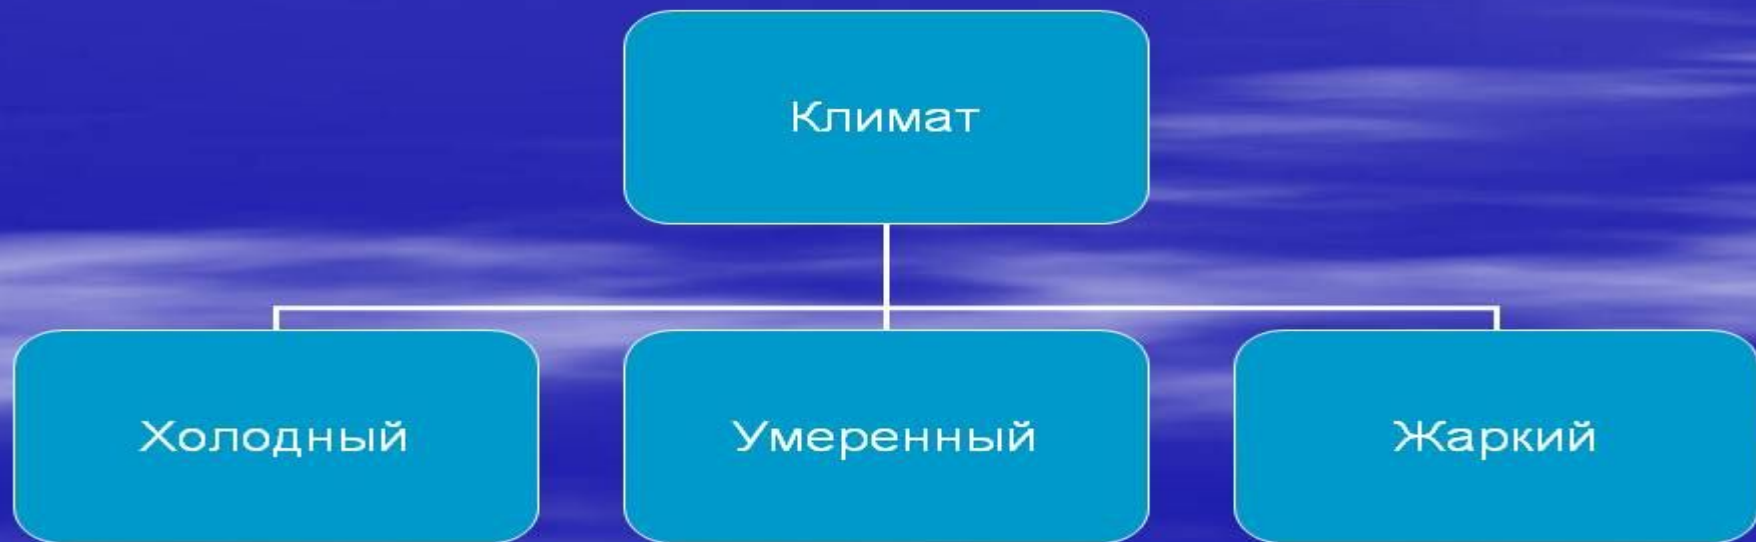 Климат
Холодный
Умеренный
Жаркий